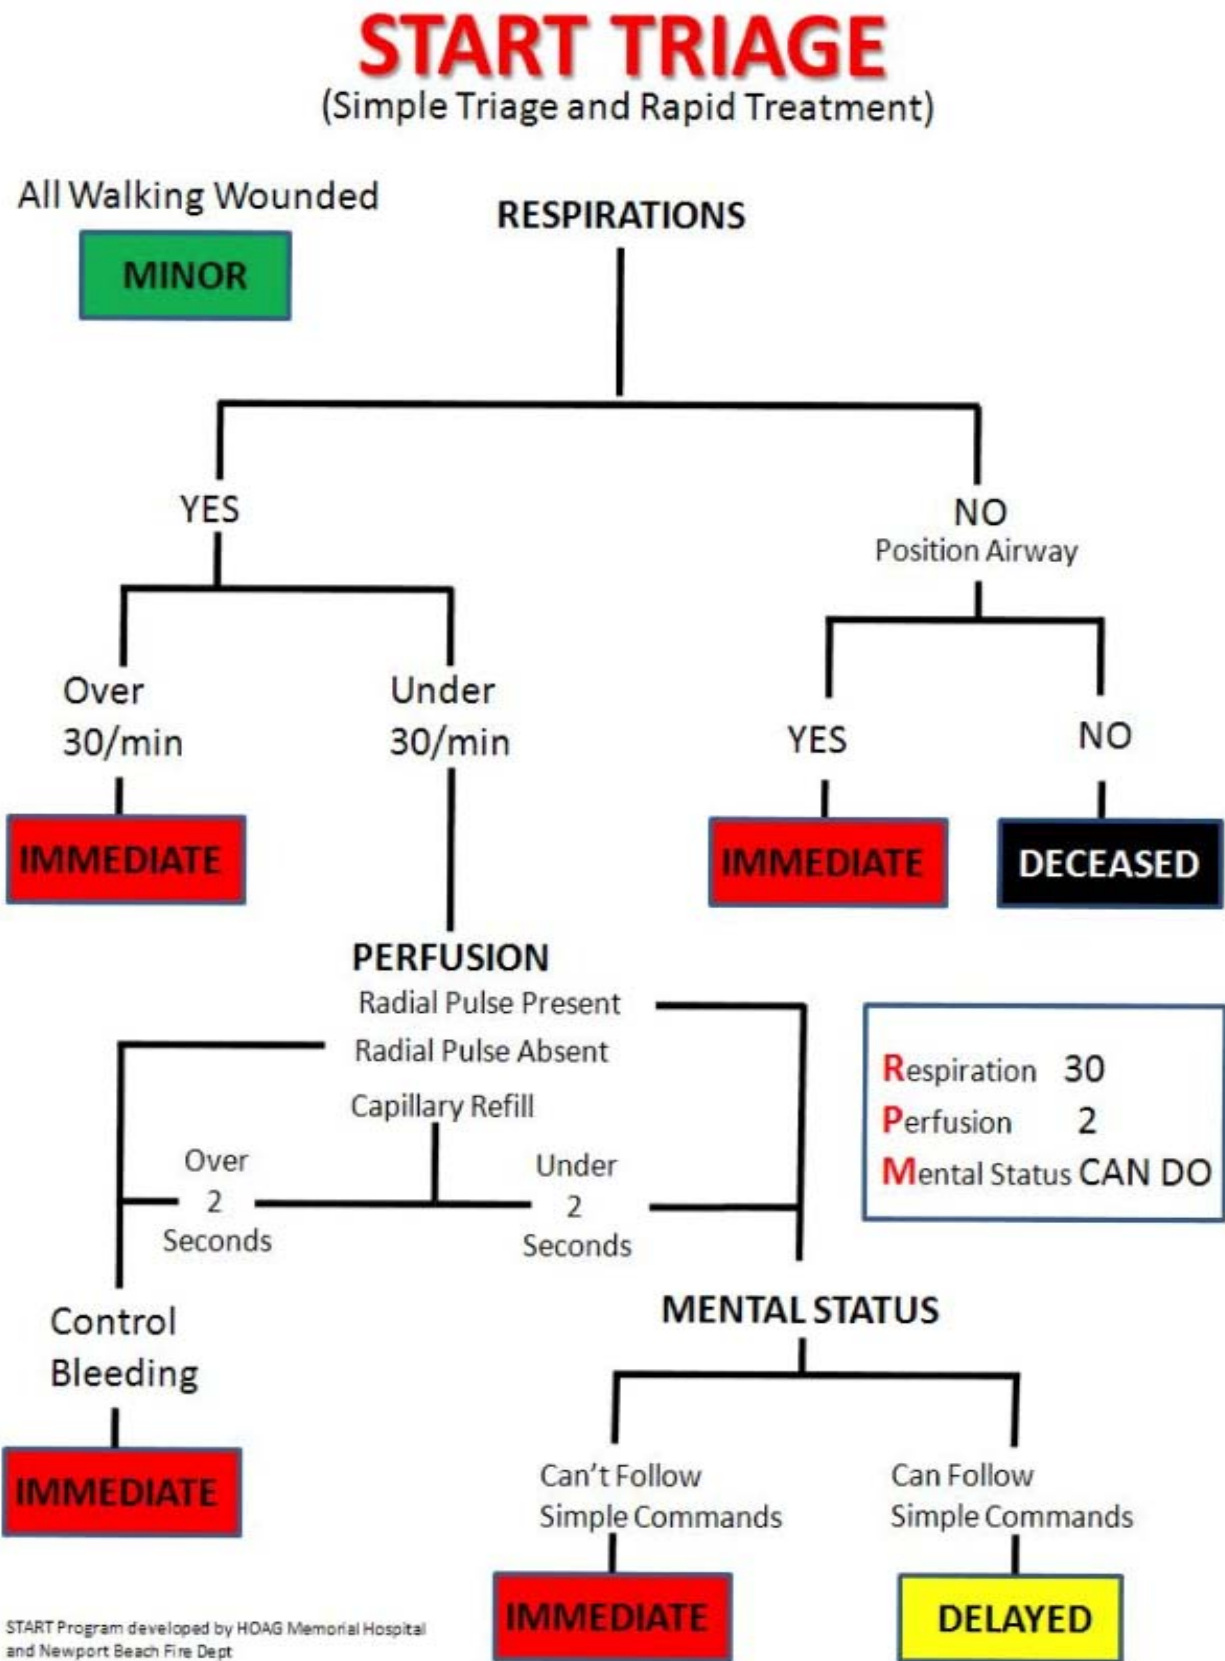 START TRIAGE
(Simple Triage and Rapid Treatment)
All Walking Wounded
MINOR
RESPIRATIONS
YES
NO
Position Airway
Over
30/min
Under
30/min
YES
NO
IMMEDIATE
IMMEDIATE
DECEASED
PERFUSION
Radial Pulse Present
Radial Pulse Absent
Capillary Refill
Over
2
Seconds
Under
2
Seconds
Respiration 30
Perfusion 2
Mental Status CAN DO
Control
Bleeding
IMMEDIATE
MENTAL STATUS
Can't Follow
Simple Commands
Can Follow
Simple Commands
IMMEDIATE
DELAYED
START Program developed by HOAG Memorial Hospital
and Newport Beach Fire Dept